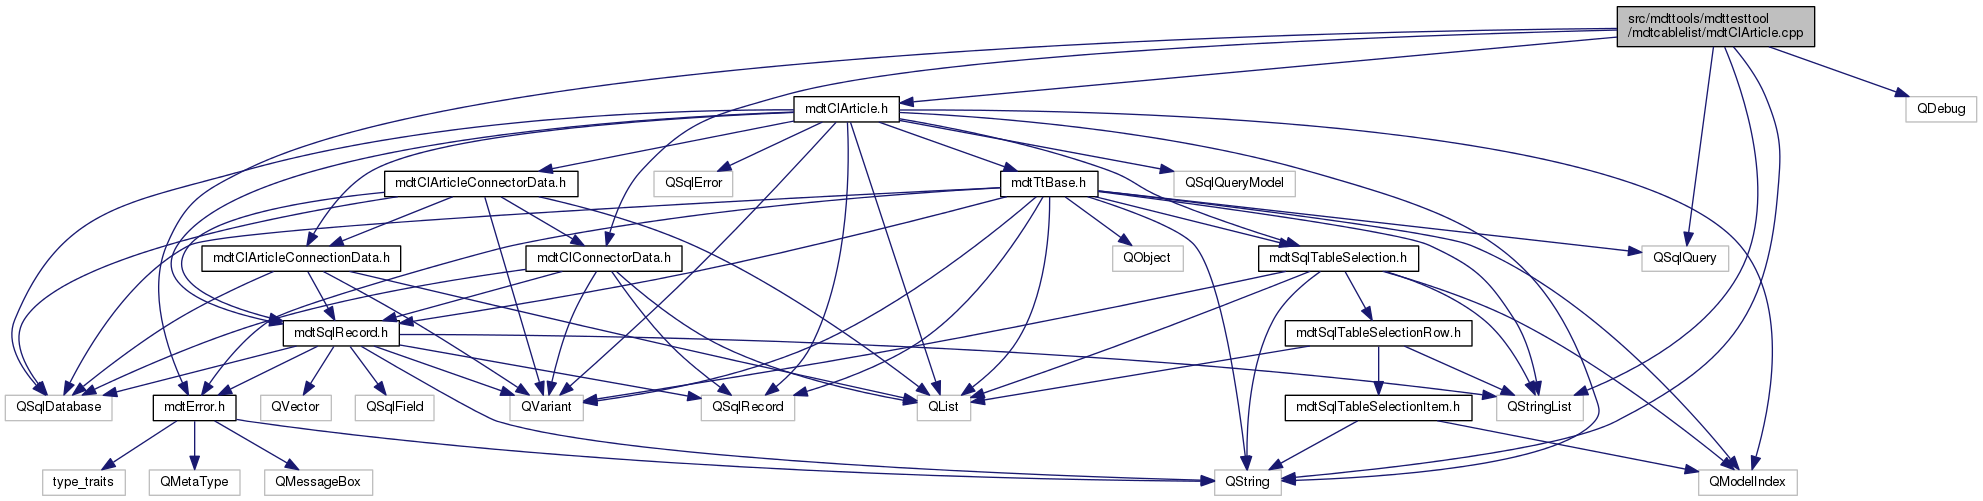 src/mdttools/mdttesttool
/mdtcablelist/mdtClArticle.cpp
mdtClArticle.h
QDebug
mdtClArticleConnectorData.h
QSqlError
mdtTtBase.h
QSqlQueryModel
mdtClArticleConnectionData.h
mdtClConnectorData.h
QObject
mdtSqlTableSelection.h
QSqlQuery
mdtSqlRecord.h
mdtSqlTableSelectionRow.h
QSqlDatabase
mdtError.h
QVector
QSqlField
QVariant
QSqlRecord
QList
mdtSqlTableSelectionItem.h
QStringList
type_traits
QMetaType
QMessageBox
QString
QModelIndex